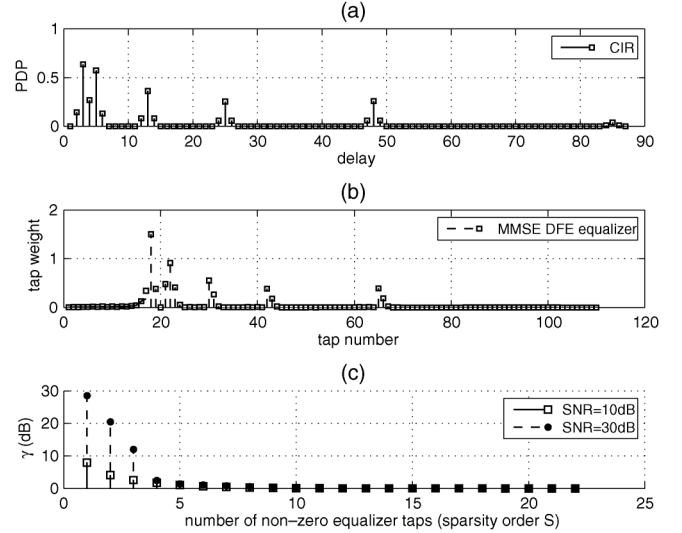 (a)
1
0.5
0
PDP
CIR
0 10 20 30 40 50 60 70 80 90
delay
(b)
2
1
0
tap weight
MMSE DFE equalizer
0 20 40 60 80 100 120
tap number
(c)
30
20
10
0
γ (dB)
SNR=10dB
SNR=30dB
0 5 10 15 20 25
number of non−zero equalizer taps (sparsity order S)